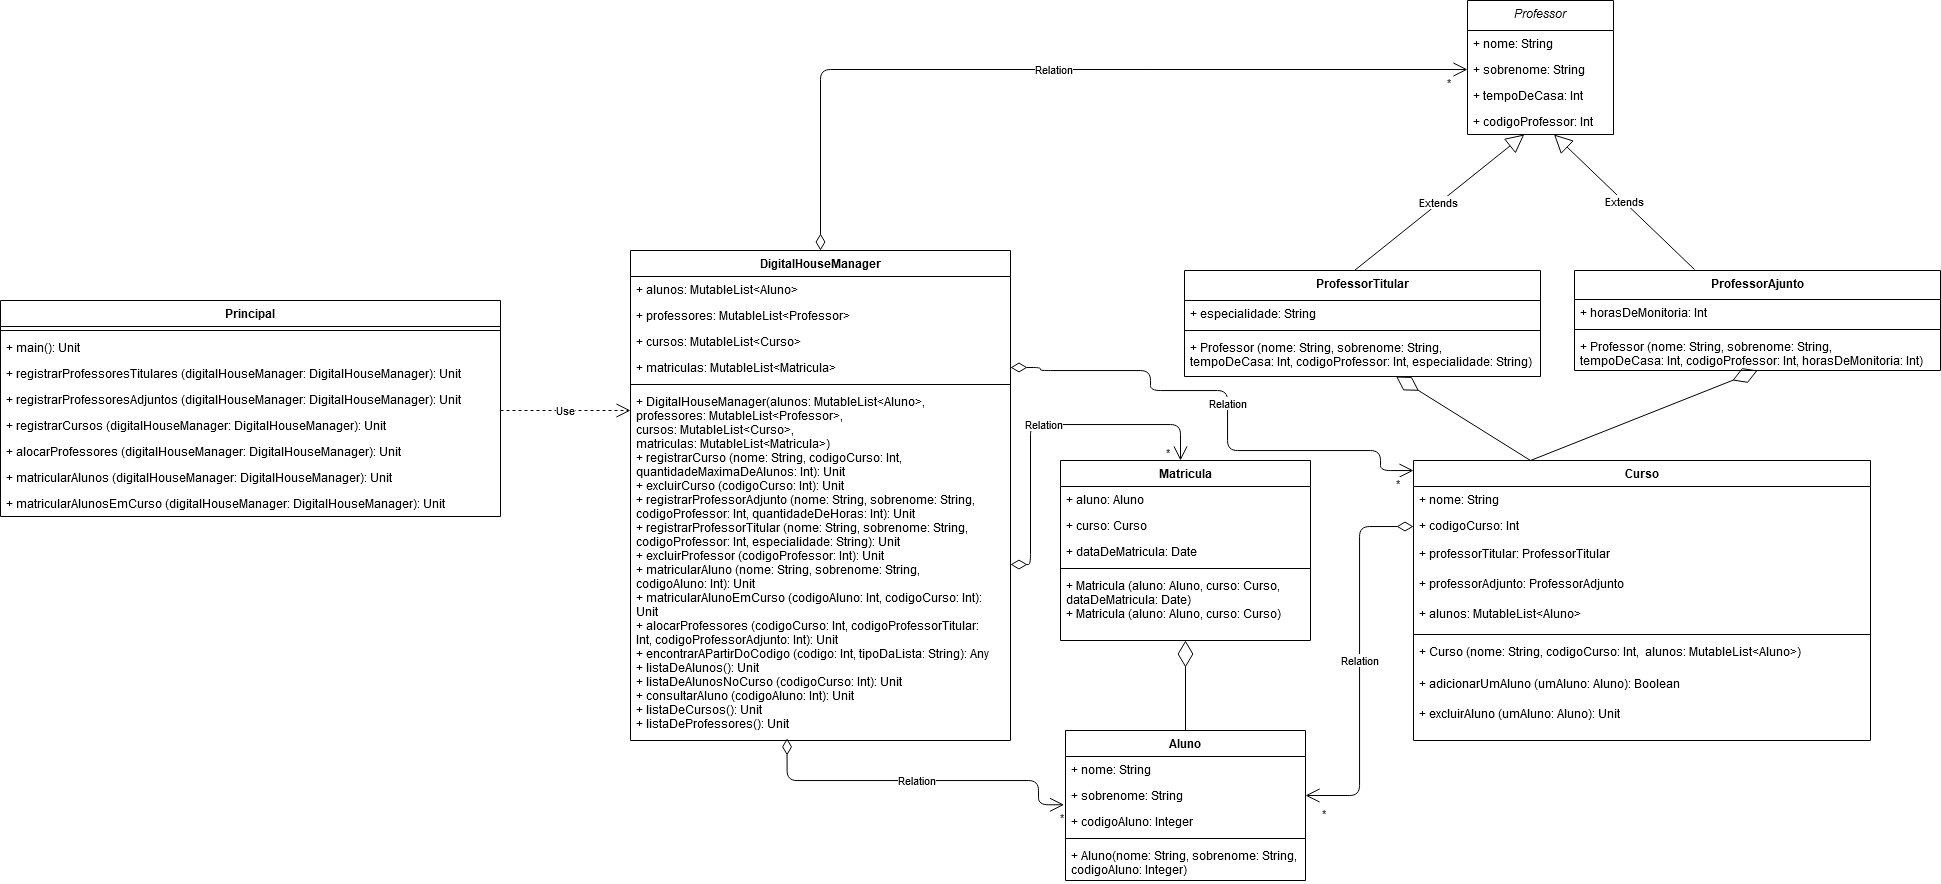 Professor
+ nome: String
+ sobrenome: String
+ tempoDeCasa: Int
+ codigoProfessor: Int
Relation
*
Extends
Extends
Principal
+ main(): Unit
+ registrarProfessoresTitulares (digitalHouseManager: DigitalHouseManager): Unit
+ registrarProfessoresAdjuntos (digitalHouseManager: DigitalHouseManager): Unit
+ registrarCursos (digitalHouseManager: DigitalHouseManager): Unit
+ alocarProfessores (digitalHouseManager: DigitalHouseManager): Unit
+ matricularAlunos (digitalHouseManager: DigitalHouseManager): Unit
+ matricularAlunosEmCurso (digitalHouseManager: DigitalHouseManager): Unit
Use
DigitalHouseManager
+ alunos: MutableList<Aluno>
+ professores: MutableList<Professor>
+ cursos: MutableList<Curso>
+ matriculas: MutableList<Matricula>
+ DigitalHouseManager(alunos: MutableList<Aluno>,
professores: MutableList<Professor>,
cursos: MutableList<Curso>,
matriculas: MutableList<Matricula>)
+ registrarCurso (nome: String, codigoCurso: Int,
quantidadeMaximaDeAlunos: Int): Unit
+ excluirCurso (codigoCurso: Int): Unit
+ registrarProfessorAdjunto (nome: String, sobrenome: String,
codigoProfessor: Int, quantidadeDeHoras: Int): Unit
+ registrarProfessorTitular (nome: String, sobrenome: String,
codigoProfessor: Int, especialidade: String): Unit
+ excluirProfessor (codigoProfessor: Int): Unit
+ matricularAluno (nome: String, sobrenome: String,
codigoAluno: Int): Unit
+ matricularAlunoEmCurso (codigoAluno: Int, codigoCurso: Int):
Unit
+ alocarProfessores (codigoCurso: Int, codigoProfessorTitular:
Int, codigoProfessorAdjunto: Int): Unit
+ encontrarAPartirDoCodigo (codigo: Int, tipoDaLista: String): Any
+ listaDeAlunos(): Unit
+ listaDeAlunosNoCurso (codigoCurso: Int): Unit
+ consultarAluno (codigoAluno: Int): Unit
+ listaDeCursos(): Unit
+ listaDeProfessores(): Unit
ProfessorTitular
+ especialidade: String
+ Professor (nome: String, sobrenome: String,
tempoDeCasa: Int, codigoProfessor: Int, especialidade: String)
ProfessorAjunto
+ horasDeMonitoria: Int
+ Professor (nome: String, sobrenome: String,
tempoDeCasa: Int, codigoProfessor: Int, horasDeMonitoria: Int)
Relation
*
Relation
*
Matricula
+ aluno: Aluno
+ curso: Curso
+ dataDeMatricula: Date
+ Matricula (aluno: Aluno, curso: Curso,
dataDeMatricula: Date)
+ Matricula (aluno: Aluno, curso: Curso)
Curso
+ nome: String
+ codigoCurso: Int
+ professorTitular: ProfessorTitular
+ professorAdjunto: ProfessorAdjunto
+ alunos: MutableList<Aluno>
+ Curso (nome: String, codigoCurso: Int, alunos: MutableList<Aluno>)
+ adicionarUmAluno (umAluno: Aluno): Boolean
+ excluirAluno (umAluno: Aluno): Unit
Relation
*
Relation
*
Aluno
+ nome: String
+ sobrenome: String
+ codigoAluno: Integer
+ Aluno(nome: String, sobrenome: String,
codigoAluno: Integer)